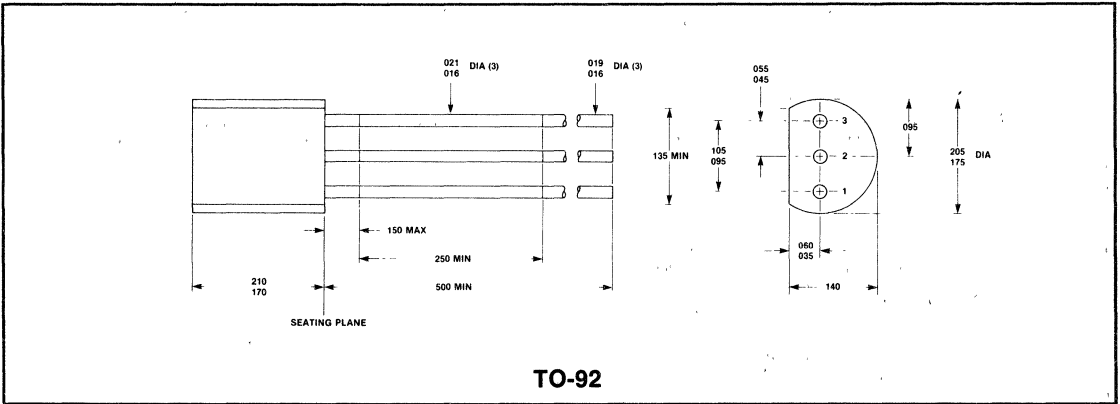 021 DIA (3)
016
019 DIA (3)
016
055
045
3
2
1
095
205 DIA
175
135 MIN
105
095
150 MAX
250 MIN
500 MIN
210
170
060
035
140
SEATING PLANE
TO-92